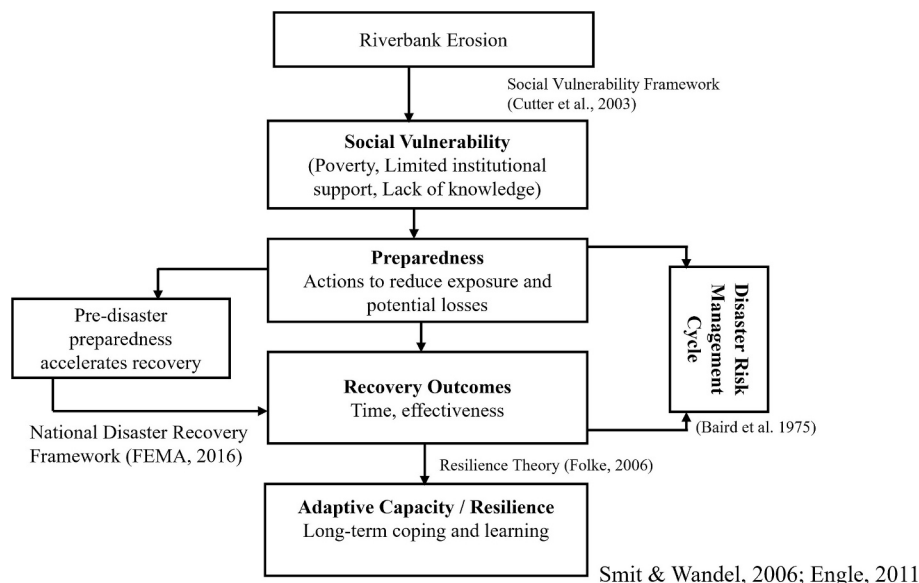 Riverbank Erosion
Social Vulnerability Framework
(Cutter et al., 2003)
Social Vulnerability
(Poverty, Limited institutional
support, Lack of knowledge)
Preparedness
Actions to reduce exposure and
potential losses
Pre-disaster
preparedness
accelerates recovery
Disaster Risk
Management
Cycle
Recovery Outcomes
Time, effectiveness
National Disaster Recovery
Framework (FEMA, 2016)
(Baird et al. 1975)
Resilience Theory (Folke, 2006)
Adaptive Capacity / Resilience
Long-term coping and learning
Smit & Wandel, 2006; Engle, 2011